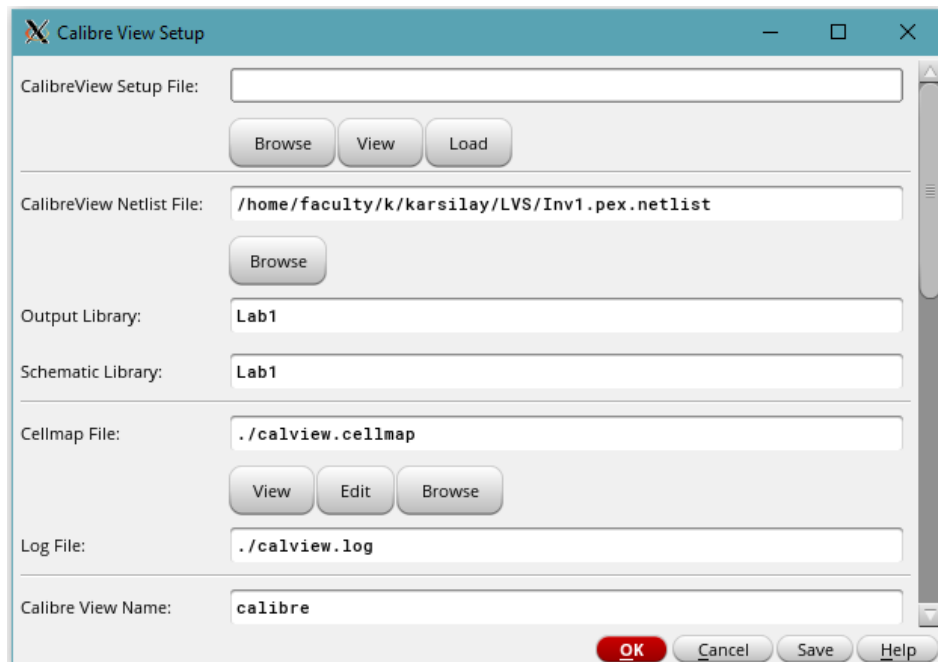 Calibre View Setup
CalibreView Setup File:
Browse View Load
CalibreView Netlist File: /home/faculty/k/karsilay/LVS/Inv1.pex.netlist
Browse
Output Library: Lab1
Schematic Library: Lab1
Cellmap File: ./calview.cellmap
View Edit Browse
Log File: ./calview.log
Calibre View Name: calibre
OK Cancel Save Help